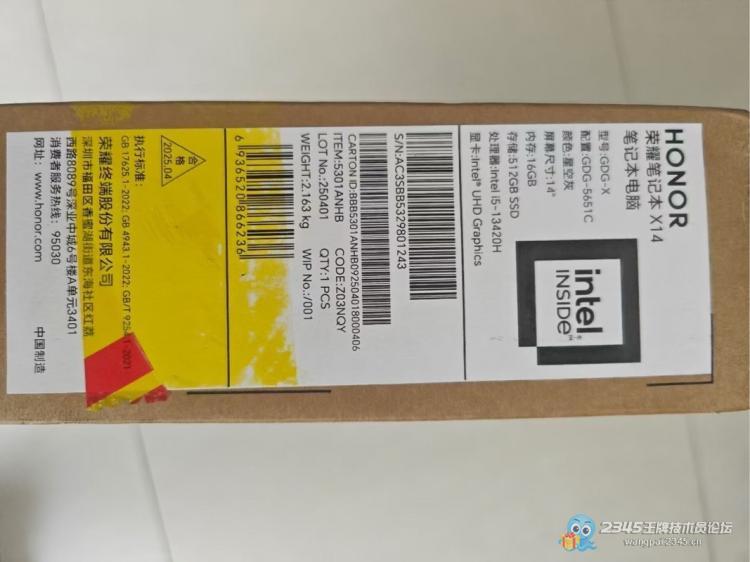 HONOR
荣耀笔记本 X14
笔记本电脑
型号:GDG-X
配置:GDG-5651C
颜色:星空灰
屏幕尺寸:14"
内存:16GB
存储:512GB SSD
处理器:Intel I5-13420H
显卡:Intel® UHD Graphics
intel
INSIDE
S/N:AC3SBB5329801243
CARTON ID:BBB5301ANHB092504018000406
ITEM:5301ANHB CODE:Z03NQY
LOT NO.:250401 QTY:1 PCS
WEIGHT:2.163 kg WIP No.:/001
6 936520 866236
合
格
2025.04
执行标准:
GB 17625.1-2022; GB 4943.1-2022; GB/T 9254.1-2021
荣耀终端股份有限公司
深圳市福田区香蜜湖街道东海社区红荔
西路8089号深业中城6号楼A单元3401
消费者服务热线: 95030
网址: www.honor.com 中国制造
2345王牌技术员论坛
wangpai2345.cn